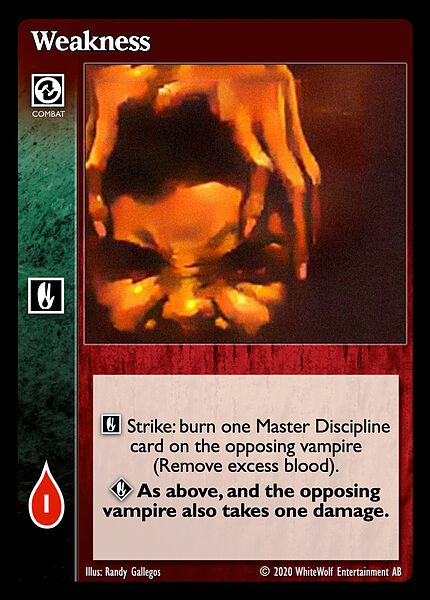 Weakness
COMBAT
Strike: burn one Master Discipline
card on the opposing vampire
(Remove excess blood).
As above, and the opposing
vampire also takes one damage.
1
Illus: Randy Gallegos © 2020 WhiteWolf Entertainment AB